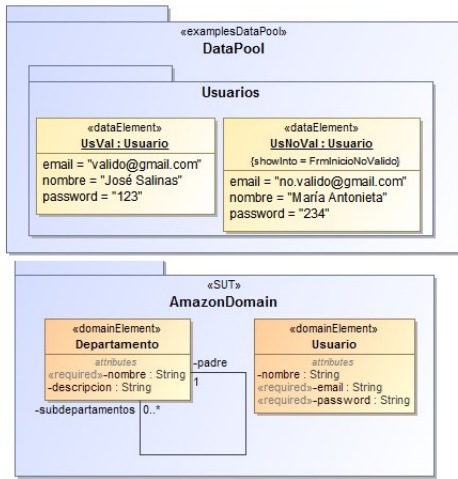 «examplesDataPool»
DataPool
Usuarios
«dataElement»
UsVal : Usuario
email = "valido@gmail.com"
nombre = "José Salinas"
password = "123"
«dataElement»
UsNoVal : Usuario
{showInto = FrmInicioNoValido}
email = "no.valido@gmail.com"
nombre = "María Antonieta"
password = "234"
«SUT»
AmazonDomain
«domainElement»
Departamento
attributes
«required»-nombre : String
-descripcion : String
-padre
1
-subdepartamentos 0..*
«domainElement»
Usuario
attributes
-nombre : String
«required»-email : String
«required»-password : String